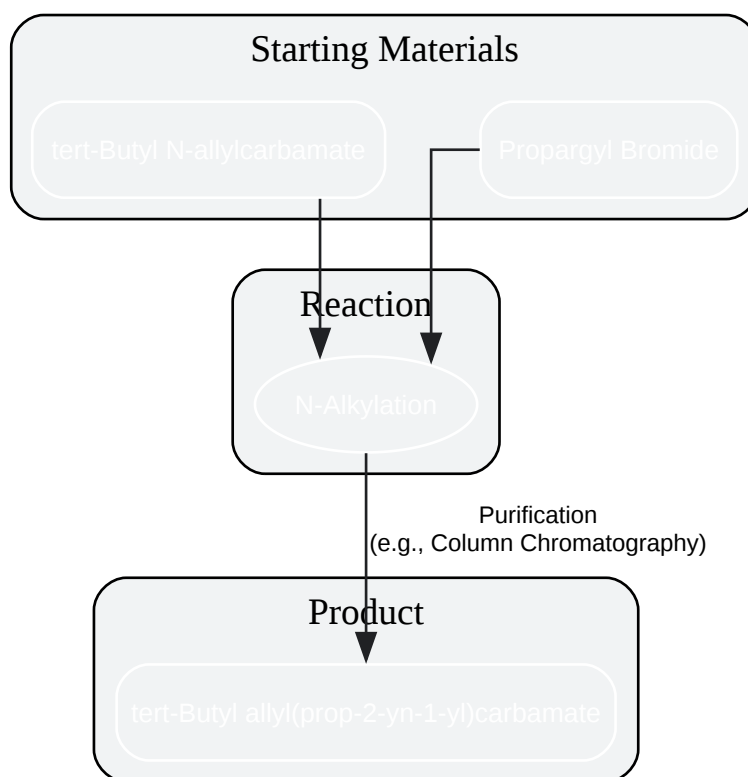 Starting Materials
tert-Butyl N-allylcarbamate
Propargyl Bromide
Reaction
N-Alkylation
Purification
(e.g., Column Chromatography)
Product
tert-Butyl allyl(prop-2-yn-1-yl)carbamate